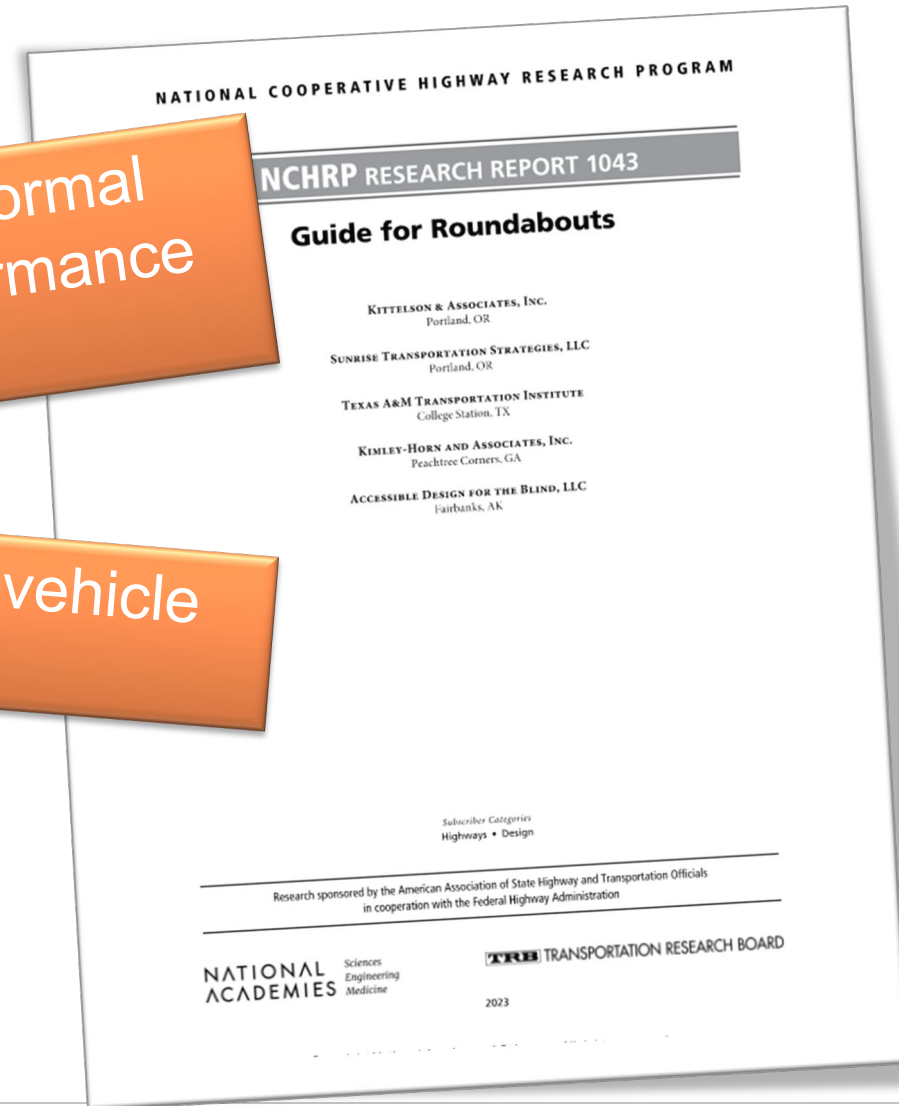 NATIONAL COOPERATIVE HIGHWAY RESEARCH PROGRAM
ormal
rmance
NCHRP RESEARCH REPORT 1043
Guide for Roundabouts
KITTELSON & ASSOCIATES, INC.
Portland, OR
SUNRISE TRANSPORTATION STRATEGIES, LLC
Portland, OR
TEXAS A&M TRANSPORTATION INSTITUTE
College Station, TX
KIMLEY-HORN AND ASSOCIATES, INC.
Peachtree Corners, GA
ACCESSIBLE DESIGN FOR THE BLIND, LLC
Fairbanks, AK
vehicle
Subscriber Categories
Highways • Design
Research sponsored by the American Association of State Highway and Transportation Officials
in cooperation with the Federal Highway Administration
NATIONAL
ACADEMIES
Sciences
Engineering
Medicine
TRB TRANSPORTATION RESEARCH BOARD
2023